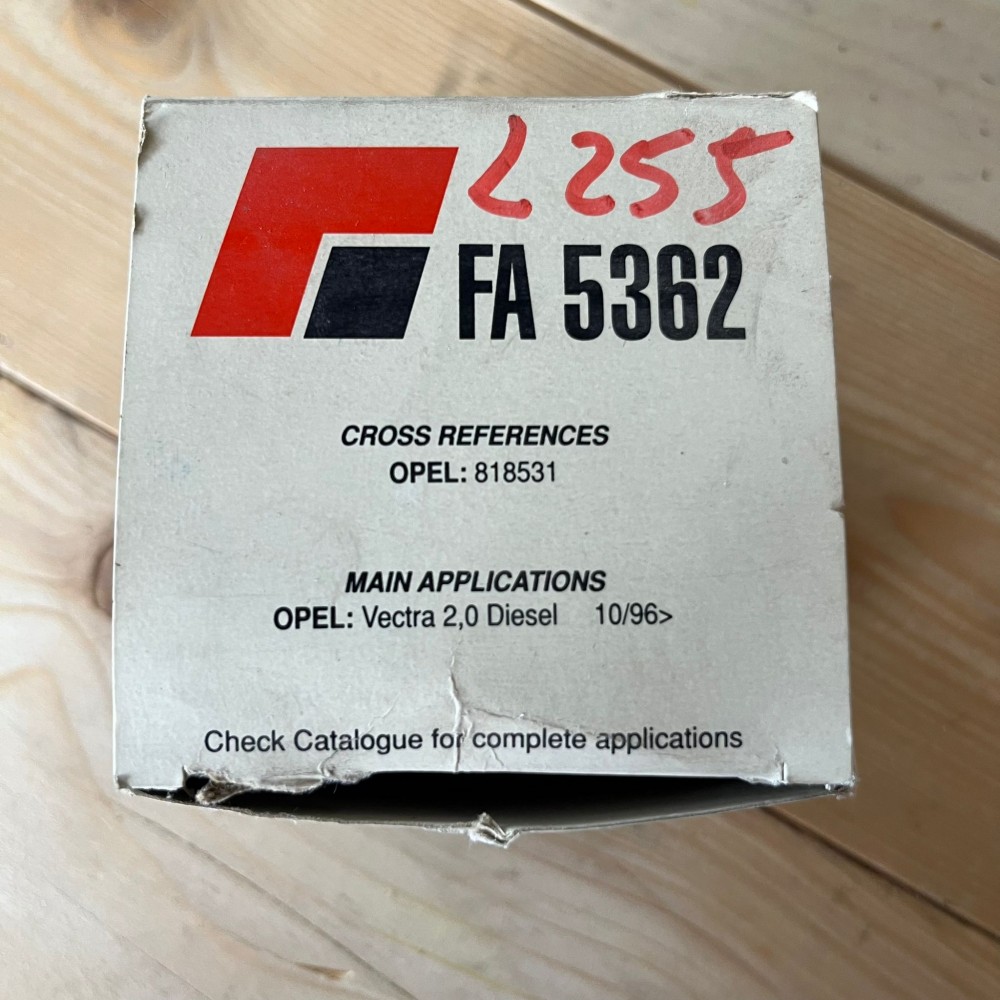 L255
FA 5362
CROSS REFERENCES
OPEL: 818531
MAIN APPLICATIONS
OPEL: Vectra 2,0 Diesel 10/96>
Check Catalogue for complete applications